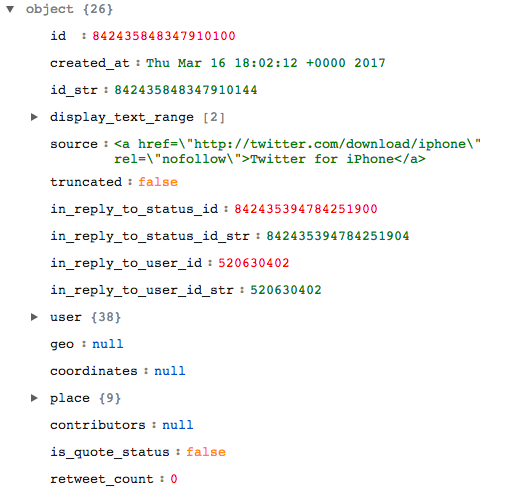 object {26}
id : 842435848347910100
created_at : Thu Mar 16 18:02:12 +0000 2017
id_str : 842435848347910144
display_text_range [2]
source : <a href=\"http://twitter.com/download/iphone\"
rel=\"nofollow\">Twitter for iPhone</a>
truncated : false
in_reply_to_status_id : 842435394784251900
in_reply_to_status_id_str : 842435394784251904
in_reply_to_user_id : 520630402
in_reply_to_user_id_str : 520630402
user {38}
geo : null
coordinates : null
place {9}
contributors : null
is_quote_status : false
retweet_count : 0